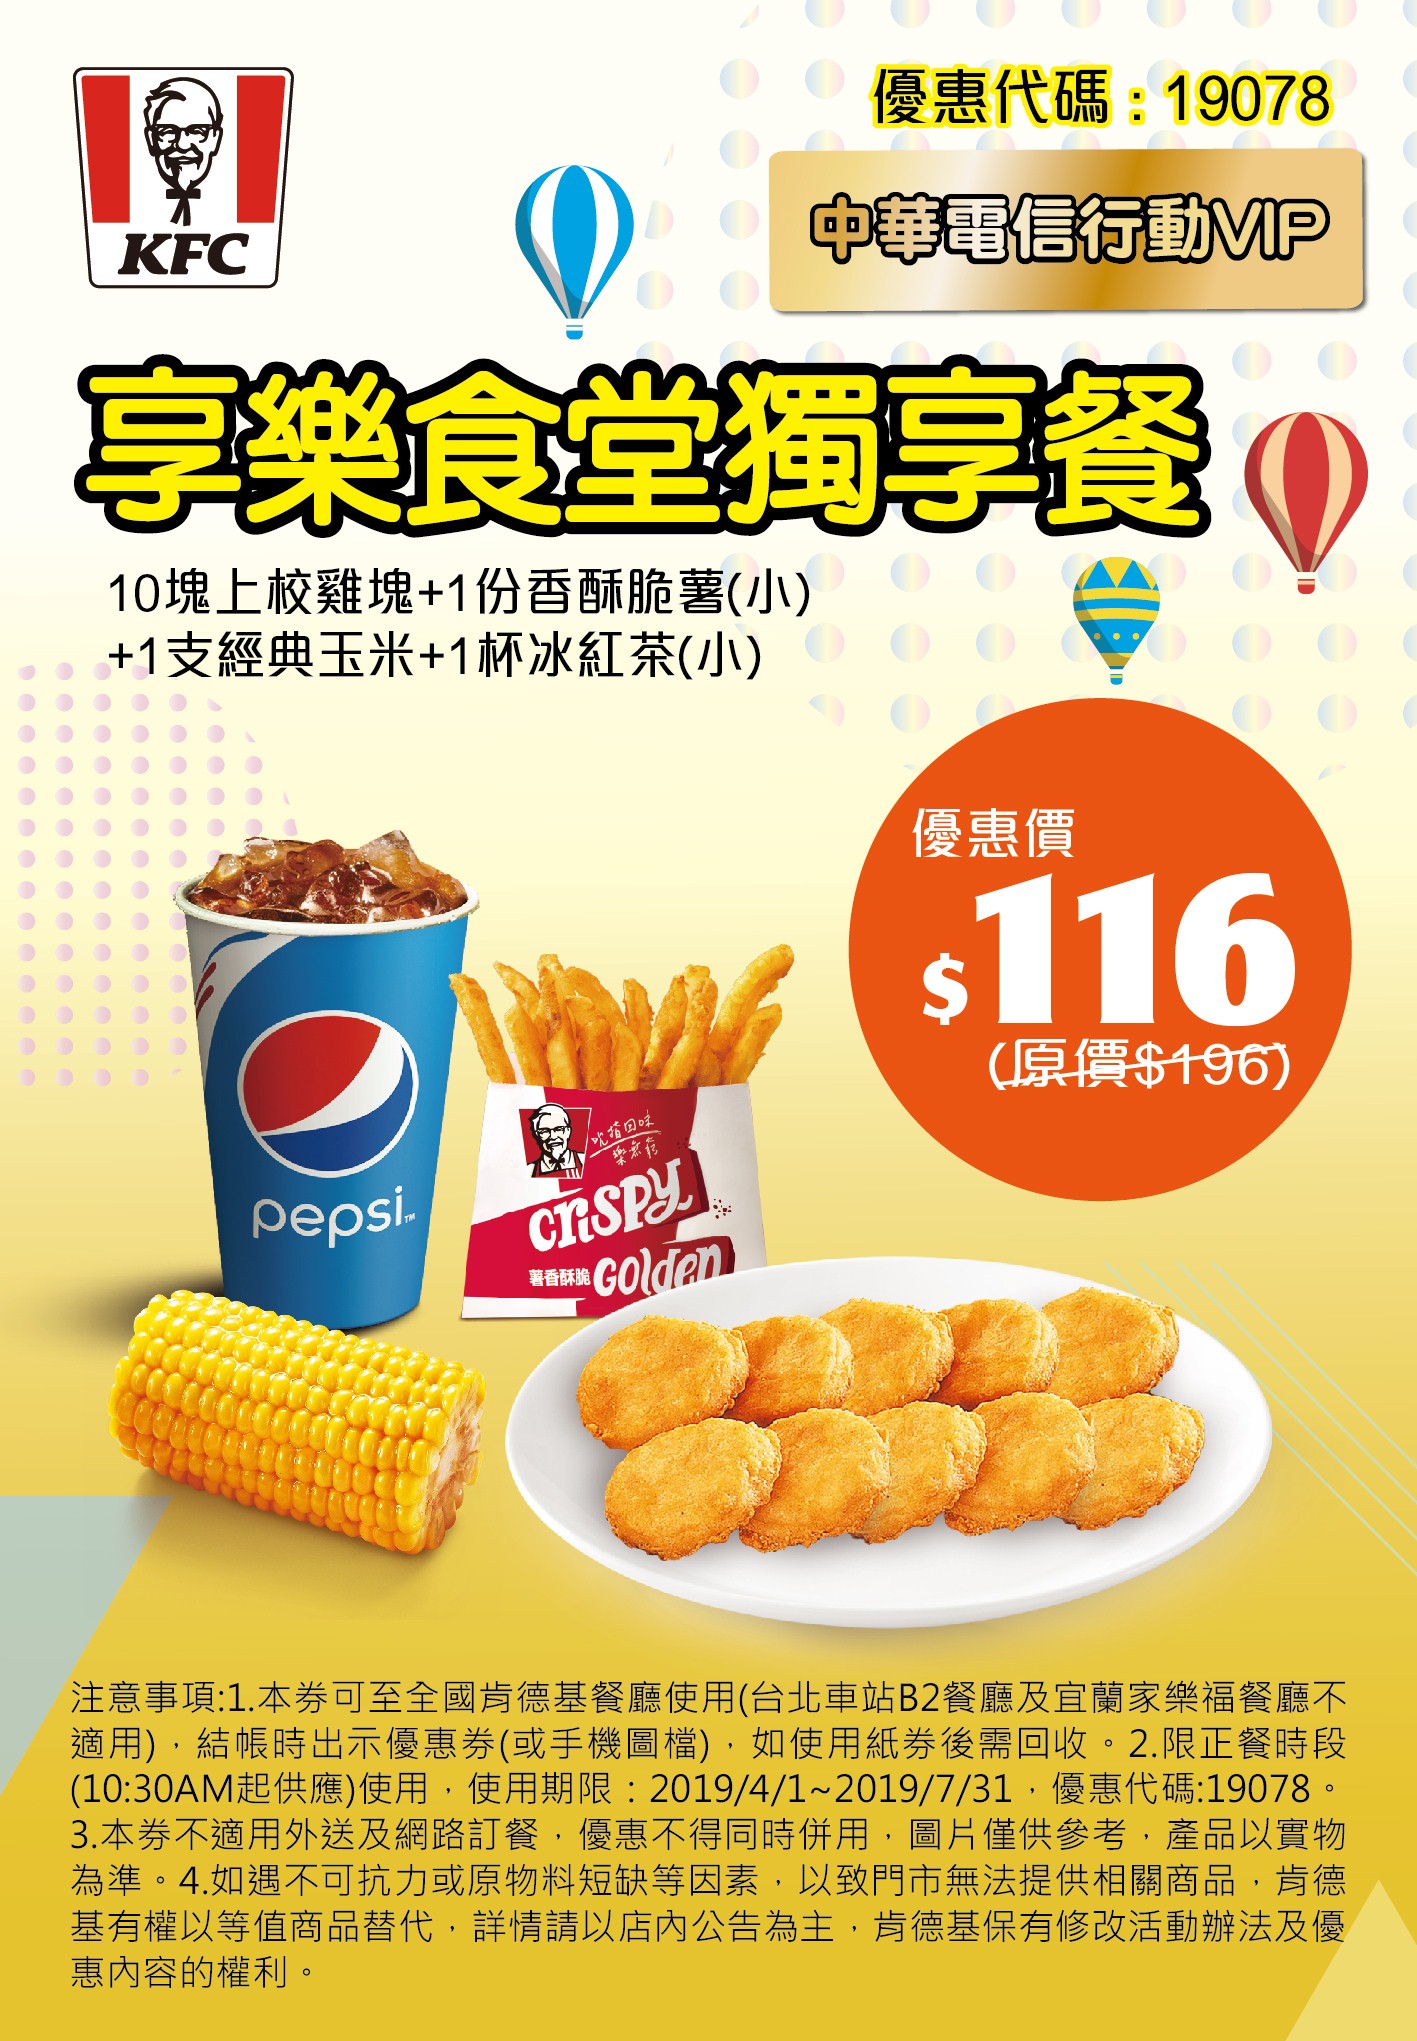 KFC
優惠代碼:19078
中華電信行動VIP
享樂食堂獨享餐
10塊上校雞塊+1份香酥脆薯(小)
+1支經典玉米+1杯冰紅茶(小)
優惠價
$116
(原價$196)
pepsi™
吮指回味
樂無窮
crispy
薯香酥脆 Golden
注意事項:1.本券可至全國肯德基餐廳使用(台北車站B2餐廳及宜蘭家樂福餐廳不
適用)，結帳時出示優惠券(或手機圖檔)，如使用紙券後需回收。2.限正餐時段
(10:30AM起供應)使用，使用期限：2019/4/1~2019/7/31，優惠代碼:19078。
3.本券不適用外送及網路訂餐，優惠不得同時併用，圖片僅供參考，產品以實物
為準。4.如遇不可抗力或原物料短缺等因素，以致門市無法提供相關商品，肯德
基有權以等值商品替代，詳情請以店內公告為主，肯德基保有修改活動辦法及優
惠內容的權利。